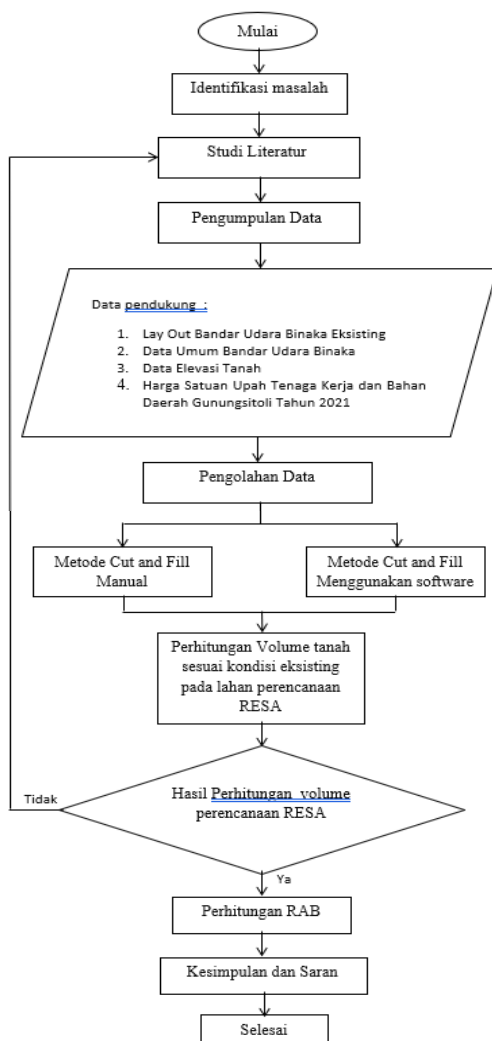 Mulai
Identifikasi masalah
Studi Literatur
Pengumpulan Data
Data pendukung :
1. Lay Out Bandar Udara Binaka Eksisting
2. Data Umum Bandar Udara Binaka
3. Data Elevasi Tanah
4. Harga Satuan Upah Tenaga Kerja dan Bahan
Daerah Gunungsitoli Tahun 2021
Pengolahan Data
Metode Cut and Fill
Manual
Metode Cut and Fill
Menggunakan software
Perhitungan Volume tanah
sesuai kondisi eksisting
pada lahan perencanaan
RESA
Tidak
Hasil Perhitungan volume
perencanaan RESA
Ya
Perhitungan RAB
Kesimpulan dan Saran
Selesai